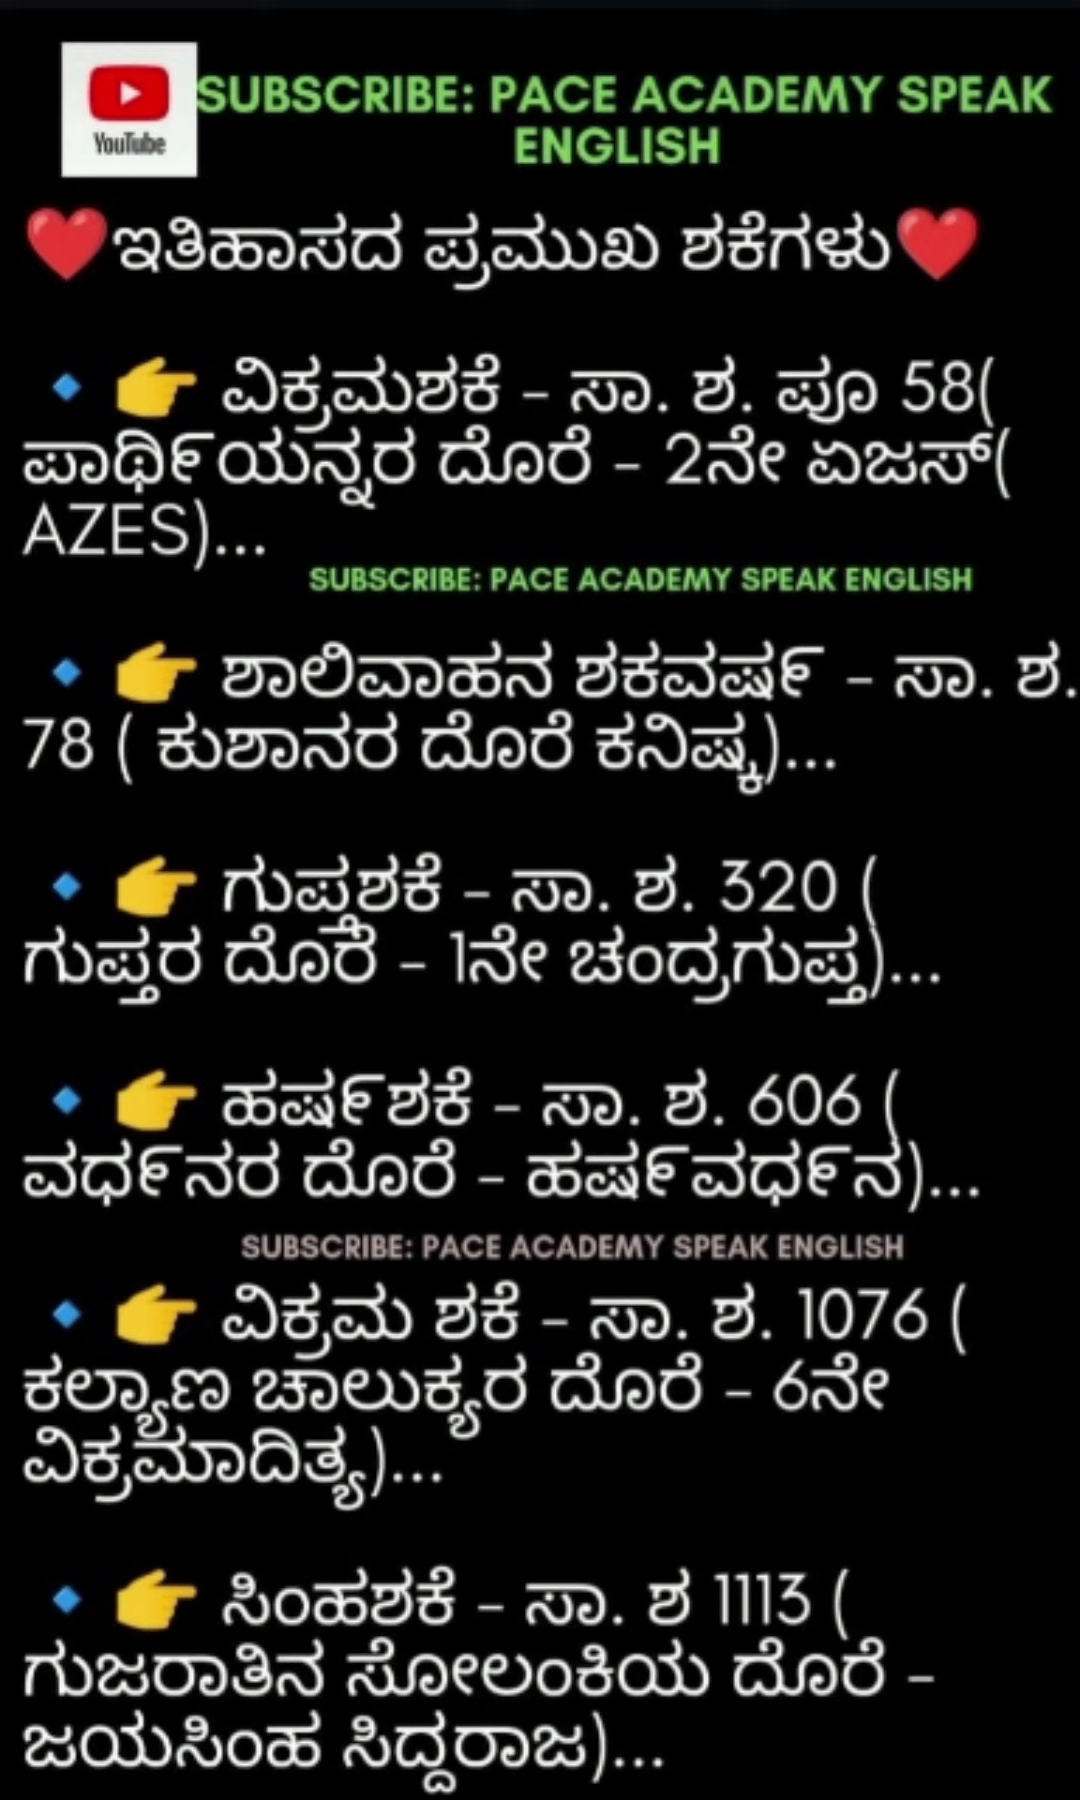 YouTube
SUBSCRIBE: PACE ACADEMY SPEAK
ENGLISH
❤️ಇತಿಹಾಸದ ಪ್ರಮುಖ ಶಕೆಗಳು❤️
🔹👉 ವಿಕ್ರಮಶಕೆ - ಸಾ. ಶ. ಪೂ 58(
ಪಾರ್ಥಿಯನ್ನರ ದೊರೆ - 2ನೇ ಏಜಸ್(
AZES)...
SUBSCRIBE: PACE ACADEMY SPEAK ENGLISH
🔹👉 ಶಾಲಿವಾಹನ ಶಕವರ್ಷ - ಸಾ. ಶ.
78 ( ಕುಶಾನರ ದೊರೆ ಕನಿಷ್ಕ)...
🔹👉 ಗುಪ್ತಶಕೆ - ಸಾ. ಶ. 320 (
ಗುಪ್ತರ ದೊರೆ - 1ನೇ ಚಂದ್ರಗುಪ್ತ)...
🔹👉 ಹರ್ಷಶಕೆ - ಸಾ. ಶ. 606 (
ವರ್ಧನರ ದೊರೆ - ಹರ್ಷವರ್ಧನ)...
SUBSCRIBE: PACE ACADEMY SPEAK ENGLISH
🔹👉 ವಿಕ್ರಮ ಶಕೆ - ಸಾ. ಶ. 1076 (
ಕಲ್ಯಾಣ ಚಾಲುಕ್ಯರ ದೊರೆ - 6ನೇ
ವಿಕ್ರಮಾದಿತ್ಯ)...
🔹👉 ಸಿಂಹಶಕೆ - ಸಾ. ಶ 1113 (
ಗುಜರಾತಿನ ಸೋಲಂಕಿಯ ದೊರೆ -
ಜಯಸಿಂಹ ಸಿದ್ದರಾಜ)...